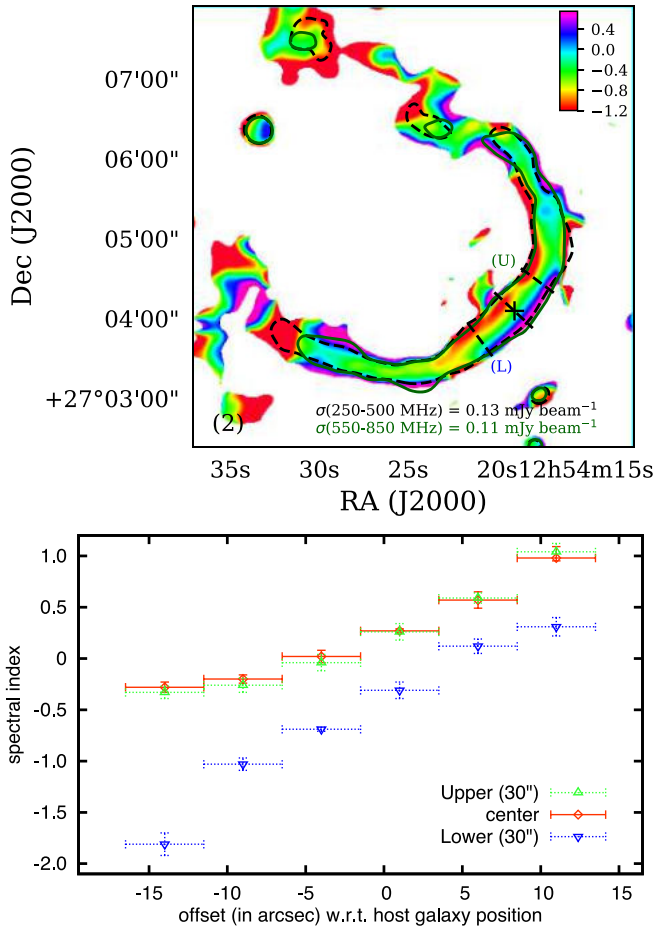 0.4
0.0
−0.4
−0.8
−1.2
07'00"
06'00"
05'00"
04'00"
+27°03'00"
Dec (J2000)
(U)
(L)
(2)
σ(250-500 MHz) = 0.13 mJy beam⁻¹
σ(550-850 MHz) = 0.11 mJy beam⁻¹
35s 30s 25s 20s12h54m15s
RA (J2000)
1.0
0.5
0
-0.5
-1.0
-1.5
-2.0
spectral index
Upper (30")
center
Lower (30")
-15 -10 -5 0 5 10 15
offset (in arcsec) w.r.t. host galaxy position